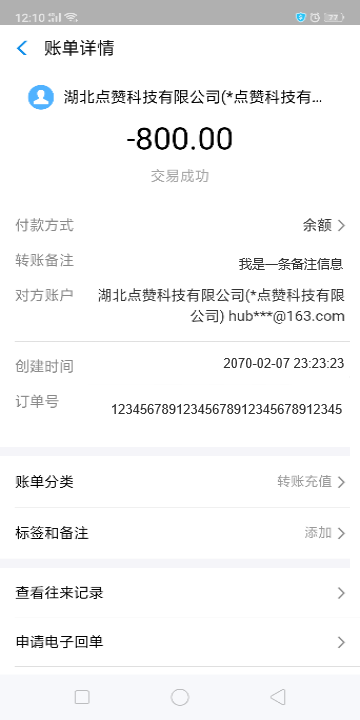 12:10
22
账单详情
湖北点赞科技有限公司(*点赞科技有...
-800.00
交易成功
付款方式 余额
转账备注 我是一条备注信息
对方账户 湖北点赞科技有限公司(*点赞科技有限
公司) hub***@163.com
创建时间 2070-02-07 23:23:23
订单号 12345678912345678912345678912345
账单分类 转账充值
标签和备注 添加
查看往来记录
申请电子回单